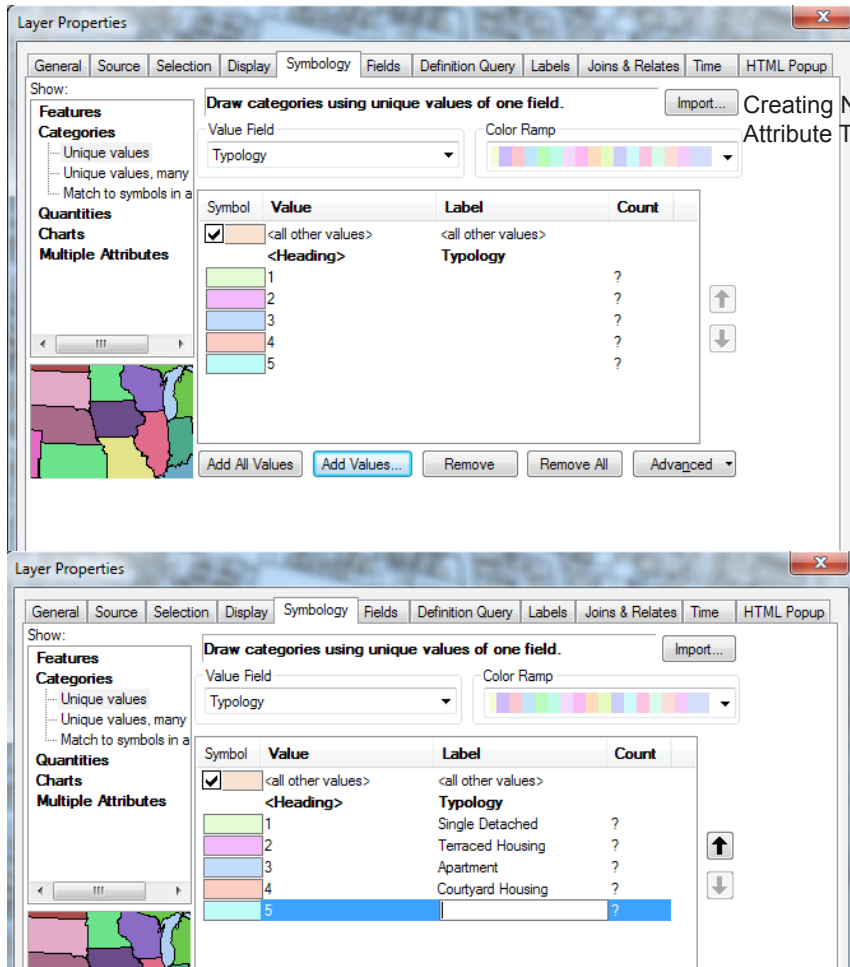 Layer Properties
General Source Selection Display Symbology Fields Definition Query Labels Joins & Relates Time HTML Popup
Show:
Features
Categories
Unique values
Unique values, many
Match to symbols in a
Quantities
Charts
Multiple Attributes
Draw categories using unique values of one field.
Import...
Creating N
Attribute T
Value Field
Color Ramp
Typology
Symbol Value Label Count
<all other values> <all other values>
<Heading> Typology
1 ?
2 ?
3 ?
4 ?
5 ?
Add All Values Add Values... Remove Remove All Advanced
Layer Properties
General Source Selection Display Symbology Fields Definition Query Labels Joins & Relates Time HTML Popup
Show:
Features
Categories
Unique values
Unique values, many
Match to symbols in a
Quantities
Charts
Multiple Attributes
Draw categories using unique values of one field.
Import...
Value Field
Color Ramp
Typology
Symbol Value Label Count
<all other values> <all other values>
<Heading> Typology
1 Single Detached ?
2 Terraced Housing ?
3 Apartment ?
4 Courtyard Housing ?
5 ?